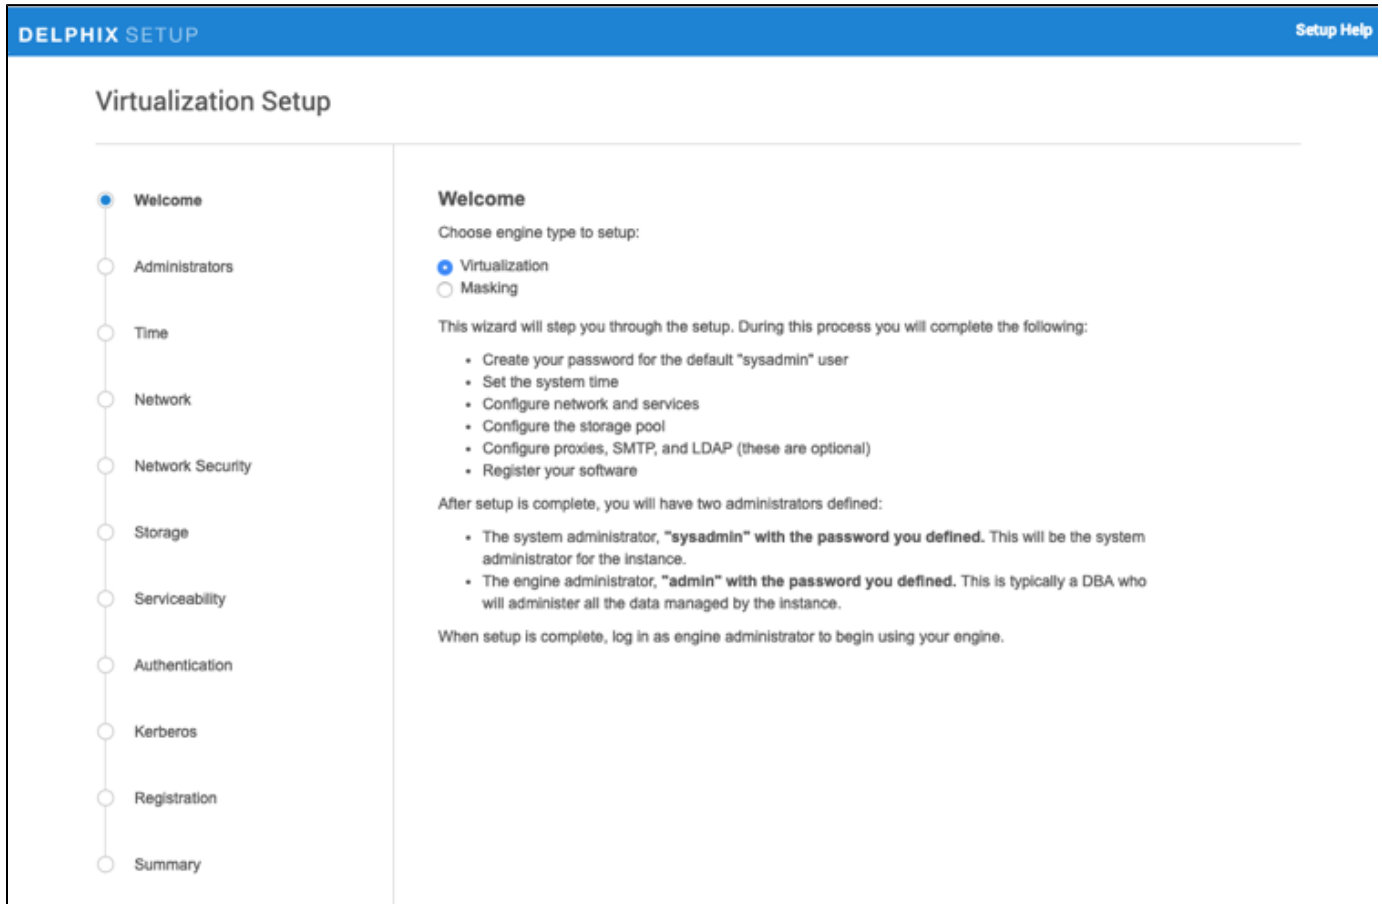 DELPHIX SETUP
Setup Help
Virtualization Setup
Welcome
Administrators
Time
Network
Network Security
Storage
Serviceability
Authentication
Kerberos
Registration
Summary
Welcome
Choose engine type to setup:
Virtualization
Masking
This wizard will step you through the setup. During this process you will complete the following:
• Create your password for the default "sysadmin" user
• Set the system time
• Configure network and services
• Configure the storage pool
• Configure proxies, SMTP, and LDAP (these are optional)
• Register your software
After setup is complete, you will have two administrators defined:
• The system administrator, "sysadmin" with the password you defined. This will be the system
administrator for the instance.
• The engine administrator, "admin" with the password you defined. This is typically a DBA who
will administer all the data managed by the instance.
When setup is complete, log in as engine administrator to begin using your engine.